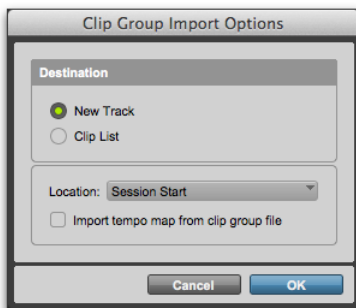 Clip Group Import Options
Destination
New Track
Clip List
Location: Session Start
Import tempo map from clip group file
Cancel OK